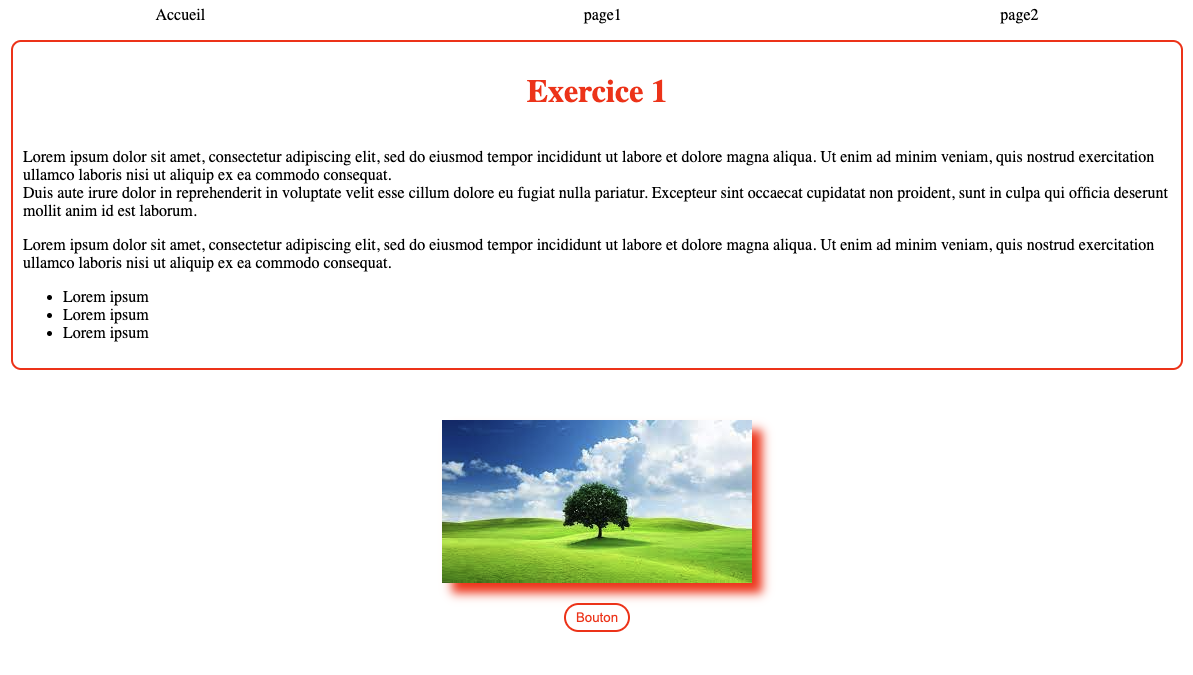 Accueil page1 page2
Exercice 1
Lorem ipsum dolor sit amet, consectetur adipiscing elit, sed do eiusmod tempor incididunt ut labore et dolore magna aliqua. Ut enim ad minim veniam, quis nostrud exercitation
ullamco laboris nisi ut aliquip ex ea commodo consequat.
Duis aute irure dolor in reprehenderit in voluptate velit esse cillum dolore eu fugiat nulla pariatur. Excepteur sint occaecat cupidatat non proident, sunt in culpa qui officia deserunt
mollit anim id est laborum.
Lorem ipsum dolor sit amet, consectetur adipiscing elit, sed do eiusmod tempor incididunt ut labore et dolore magna aliqua. Ut enim ad minim veniam, quis nostrud exercitation
ullamco laboris nisi ut aliquip ex ea commodo consequat.
• Lorem ipsum
• Lorem ipsum
• Lorem ipsum
Bouton